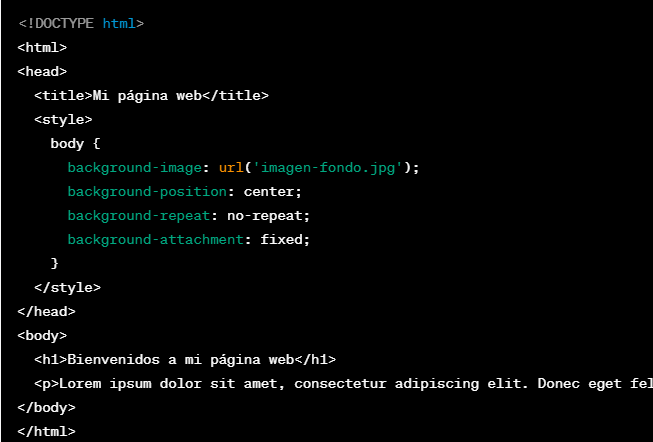 <!DOCTYPE html>
<html>
<head>
  <title>Mi página web</title>
  <style>
    body {
      background-image: url('imagen-fondo.jpg');
      background-position: center;
      background-repeat: no-repeat;
      background-attachment: fixed;
    }
  </style>
</head>
<body>
  <h1>Bienvenidos a mi página web</h1>
  <p>Lorem ipsum dolor sit amet, consectetur adipiscing elit. Donec eget fel
</body>
</html>